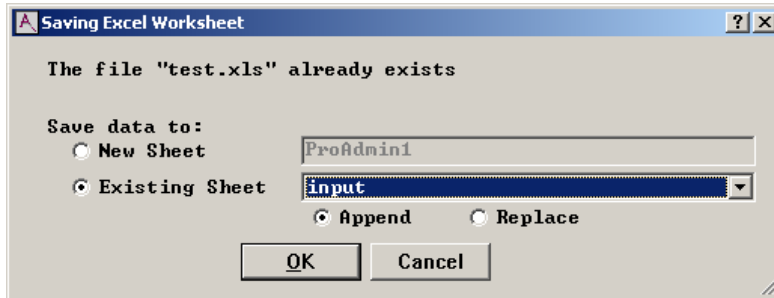 Saving Excel Worksheet
The file "test.xls" already exists
Save data to:
New Sheet ProAdmin1
Existing Sheet input
Append Replace
OK Cancel